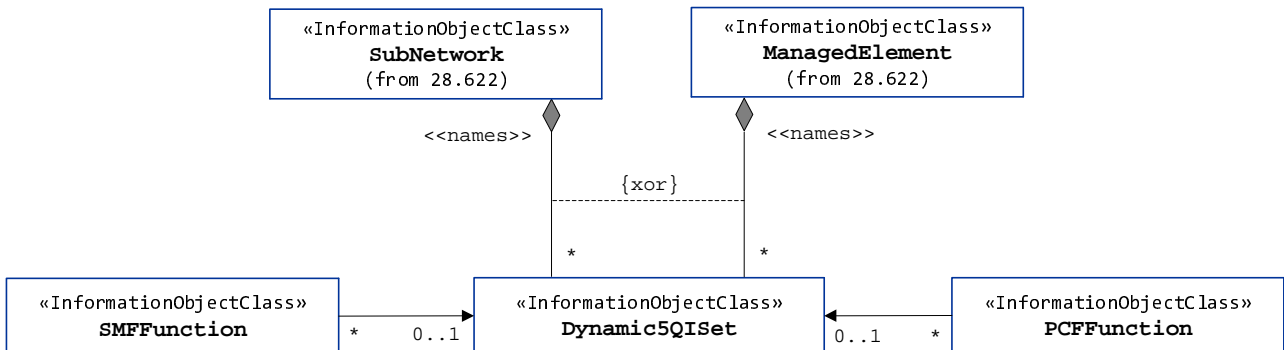 «InformationObjectClass»
SubNetwork
(from 28.622)
«InformationObjectClass»
ManagedElement
(from 28.622)
<<names>>
<<names>>
{xor}
*
*
«InformationObjectClass»
SMFFunction
*
0..1
«InformationObjectClass»
Dynamic5QISet
0..1
*
«InformationObjectClass»
PCFFunction